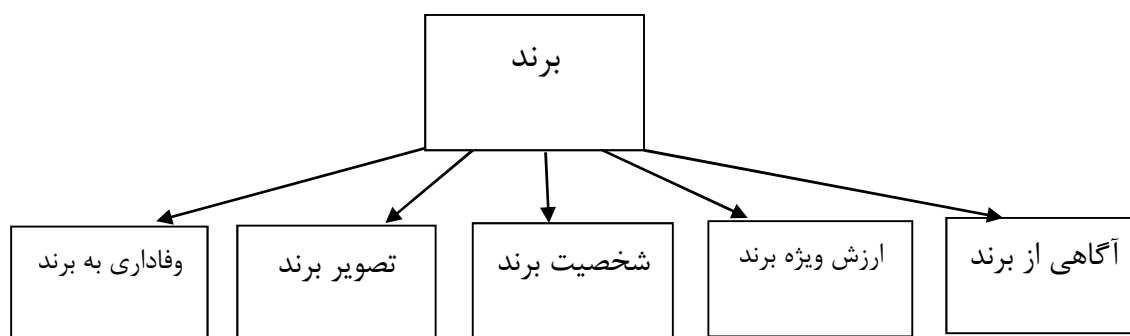 برند
آگاهی از برند
ارزش ویژه برند
شخصیت برند
تصویر برند
وفاداری به برند